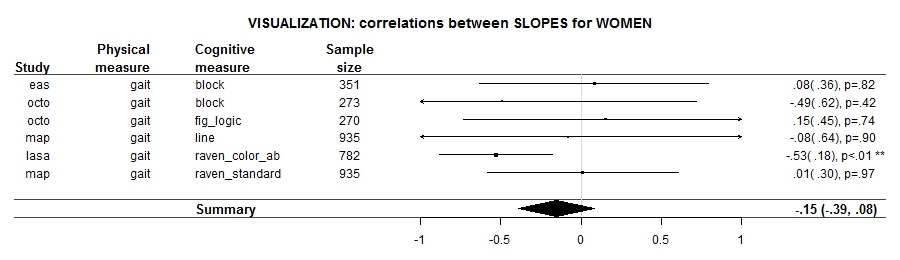 VISUALIZATION: correlations between SLOPES for WOMEN
Physical Cognitive Sample
Study measure measure size
eas gait block 351 .08( .36), p=.82
octo gait block 273 -.49( .62), p=.42
octo gait fig_logic 270 .15( .45), p=.74
map gait line 935 -.08( .64), p=.90
lasa gait raven_color_ab 782 -.53( .18), p<.01 **
map gait raven_standard 935 .01( .30), p=.97
Summary -.15 (-.39, .08)
-1 -0.5 0 0.5 1